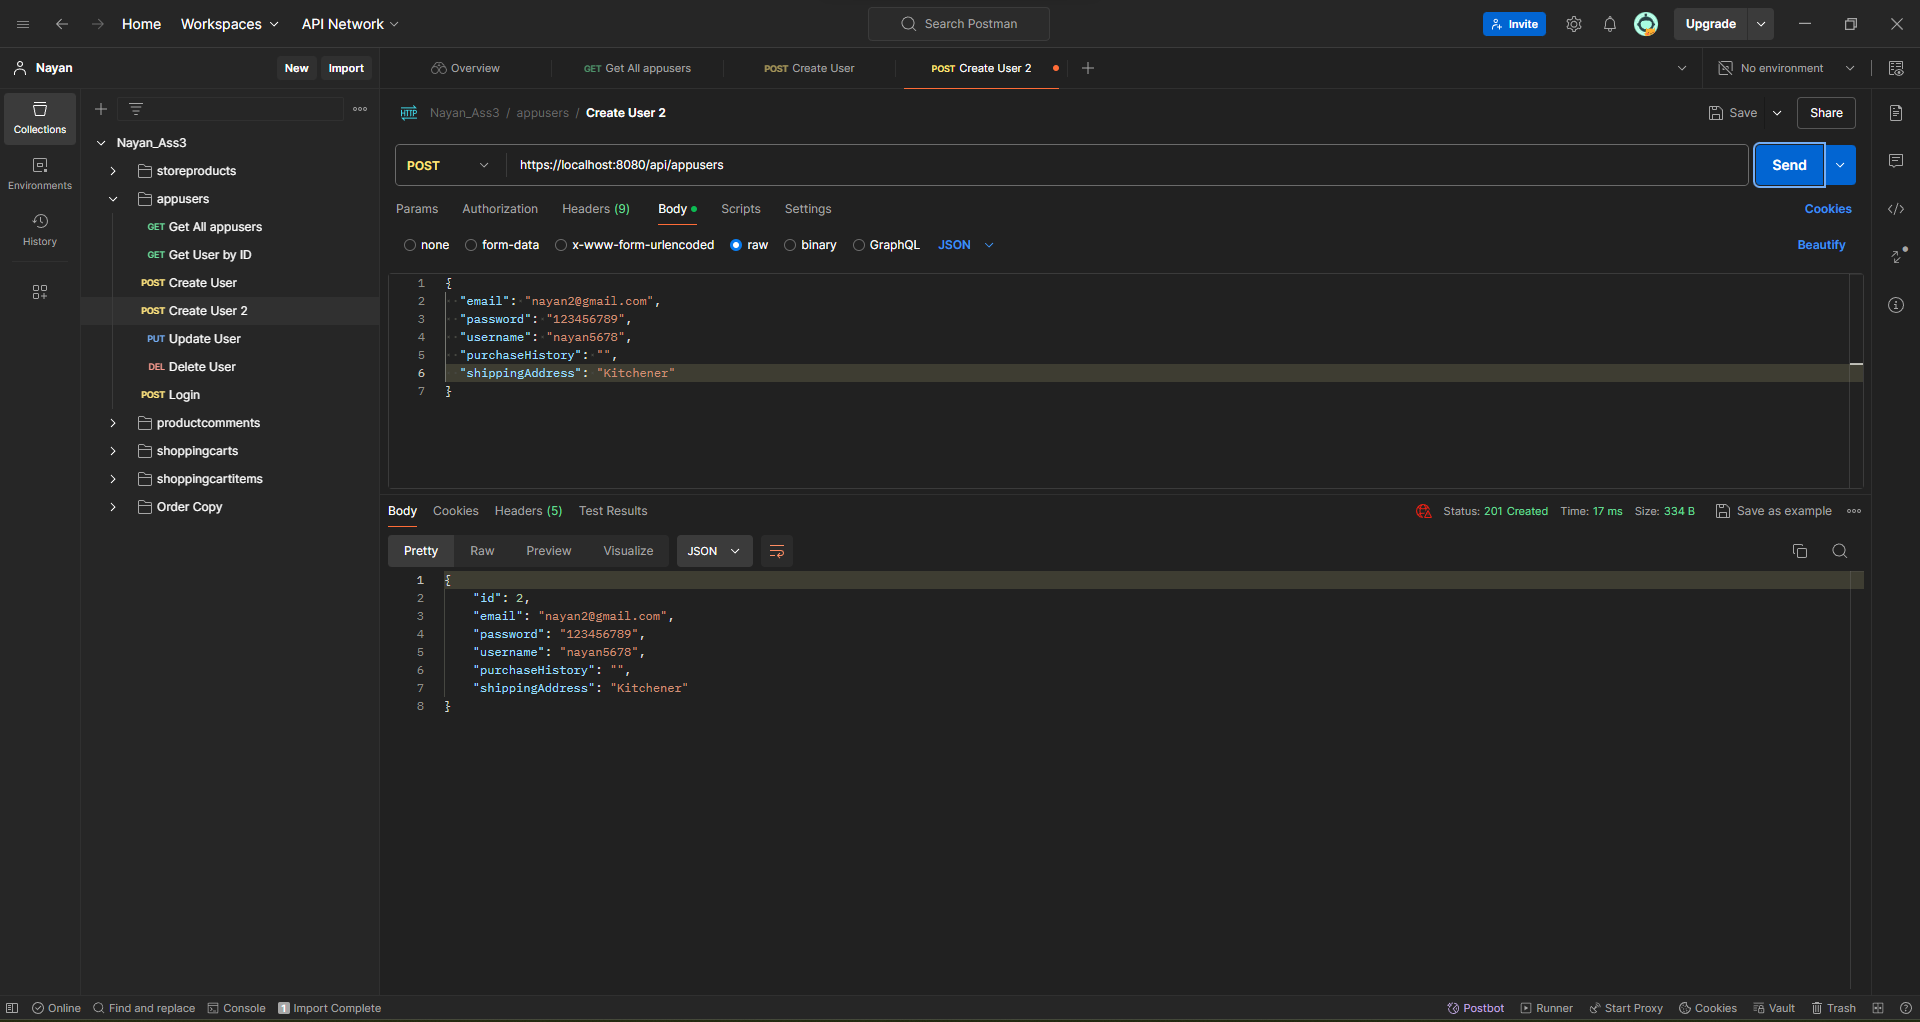 Home Workspaces API Network Search Postman Invite Upgrade
Nayan New Import Overview GET Get All appusers POST Create User POST Create User 2 No environment
Collections
Environments
History
Nayan_Ass3
storeproducts
appusers
GET Get All appusers
GET Get User by ID
POST Create User
POST Create User 2
PUT Update User
DEL Delete User
POST Login
productcomments
shoppingcarts
shoppingcartitems
Order Copy
HTTP Nayan_Ass3 / appusers / Create User 2 Save Share
POST https://localhost:8080/api/appusers Send
Params Authorization Headers (9) Body Scripts Settings Cookies
none form-data x-www-form-urlencoded raw binary GraphQL JSON Beautify
1 {
2 "email": "nayan2@gmail.com",
3 "password": "123456789",
4 "username": "nayan5678",
5 "purchaseHistory": "",
6 "shippingAddress": "Kitchener"
7 }
Body Cookies Headers (5) Test Results Status: 201 Created Time: 17 ms Size: 334 B Save as example
Pretty Raw Preview Visualize JSON
1 {
2 "id": 2,
3 "email": "nayan2@gmail.com",
4 "password": "123456789",
5 "username": "nayan5678",
6 "purchaseHistory": "",
7 "shippingAddress": "Kitchener"
8 }
Online Find and replace Console 1 Import Complete Postbot Runner Start Proxy Cookies Vault Trash